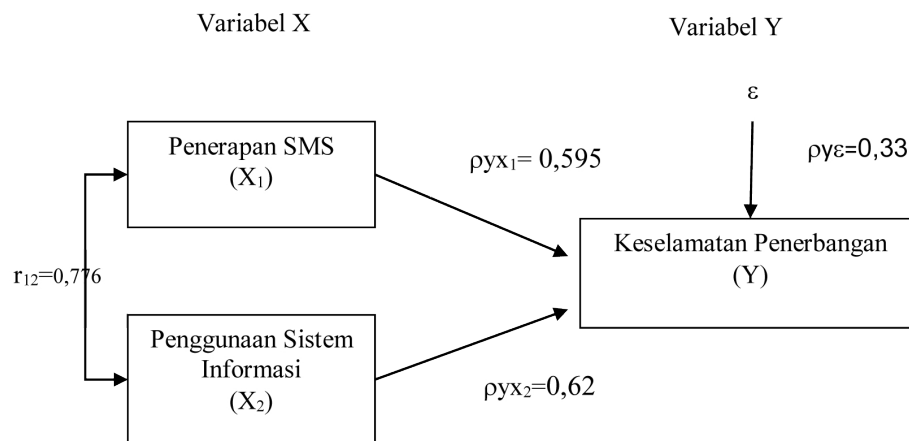 Variabel X
Variabel Y
ε
Penerapan SMS
(X₁)
ρyx₁= 0,595
ρyε=0,33
Keselamatan Penerbangan
(Y)
r₁₂=0,776
Penggunaan Sistem
Informasi
(X₂)
ρyx₂=0,62